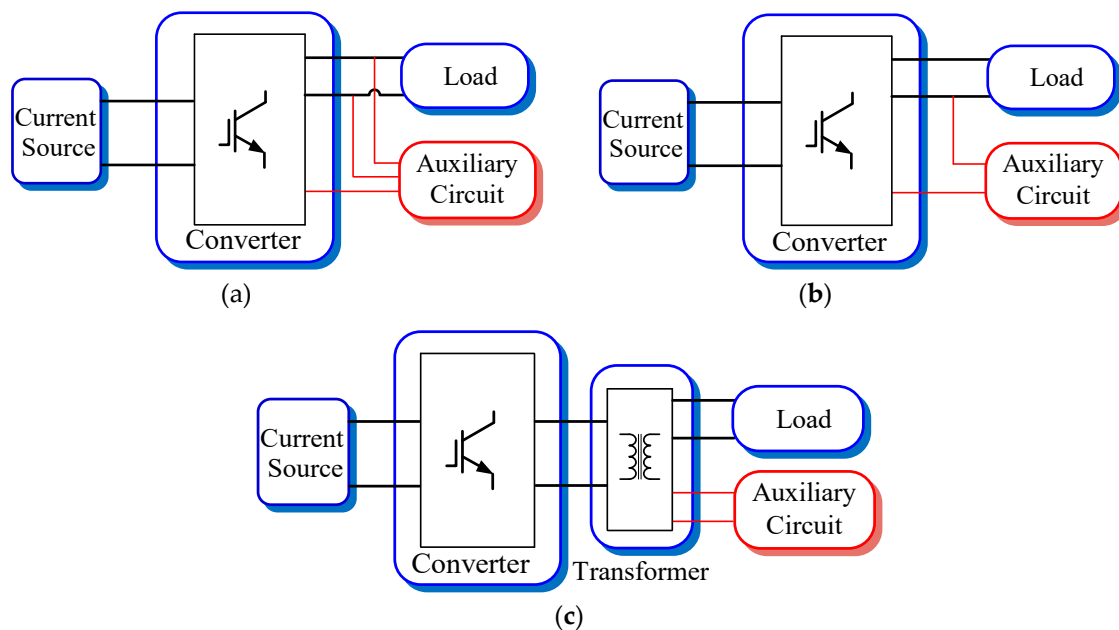 Current
Source
Converter
Load
Auxiliary
Circuit
(a)
Current
Source
Converter
Load
Auxiliary
Circuit
(b)
Current
Source
Converter
Transformer
Load
Auxiliary
Circuit
(c)